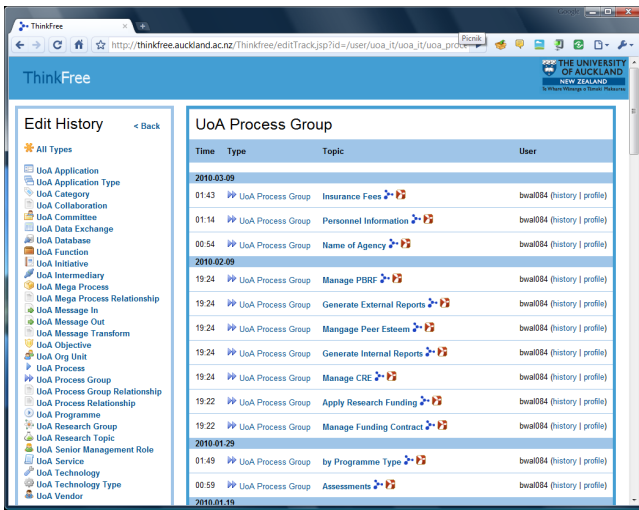 Google
ThinkFree
http://thinkfree.auckland.ac.nz/Thinkfree/editTrack.jsp?id=/user/uoa_it/uoa_it/uoa_proce
Picnik
ThinkFree
THE UNIVERSITY
OF AUCKLAND
NEW ZEALAND
Te Whare Wānanga o Tāmaki Makaurau
Edit History < Back
All Types
UoA Application
UoA Application Type
UoA Category
UoA Collaboration
UoA Committee
UoA Data Exchange
UoA Database
UoA Function
UoA Initiative
UoA Intermediary
UoA Mega Process
UoA Mega Process Relationship
UoA Message In
UoA Message Out
UoA Message Transform
UoA Objective
UoA Org Unit
UoA Process
UoA Process Group
UoA Process Group Relationship
UoA Process Relationship
UoA Programme
UoA Research Group
UoA Research Topic
UoA Senior Management Role
UoA Service
UoA Technology
UoA Technology Type
UoA Vendor
UoA Process Group
Time Type Topic User
2010-03-09
01:43 UoA Process Group Insurance Fees bwal084 (history | profile)
01:14 UoA Process Group Personnel Information bwal084 (history | profile)
00:54 UoA Process Group Name of Agency bwal084 (history | profile)
2010-02-09
19:24 UoA Process Group Manage PBRF bwal084 (history | profile)
19:24 UoA Process Group Generate External Reports bwal084 (history | profile)
19:24 UoA Process Group Mangage Peer Esteem bwal084 (history | profile)
19:24 UoA Process Group Generate Internal Reports bwal084 (history | profile)
19:24 UoA Process Group Manage CRE bwal084 (history | profile)
19:22 UoA Process Group Apply Research Funding bwal084 (history | profile)
19:22 UoA Process Group Manage Funding Contract bwal084 (history | profile)
2010-01-29
01:49 UoA Process Group by Programme Type bwal084 (history | profile)
00:59 UoA Process Group Assessments bwal084 (history | profile)
2010-01-19